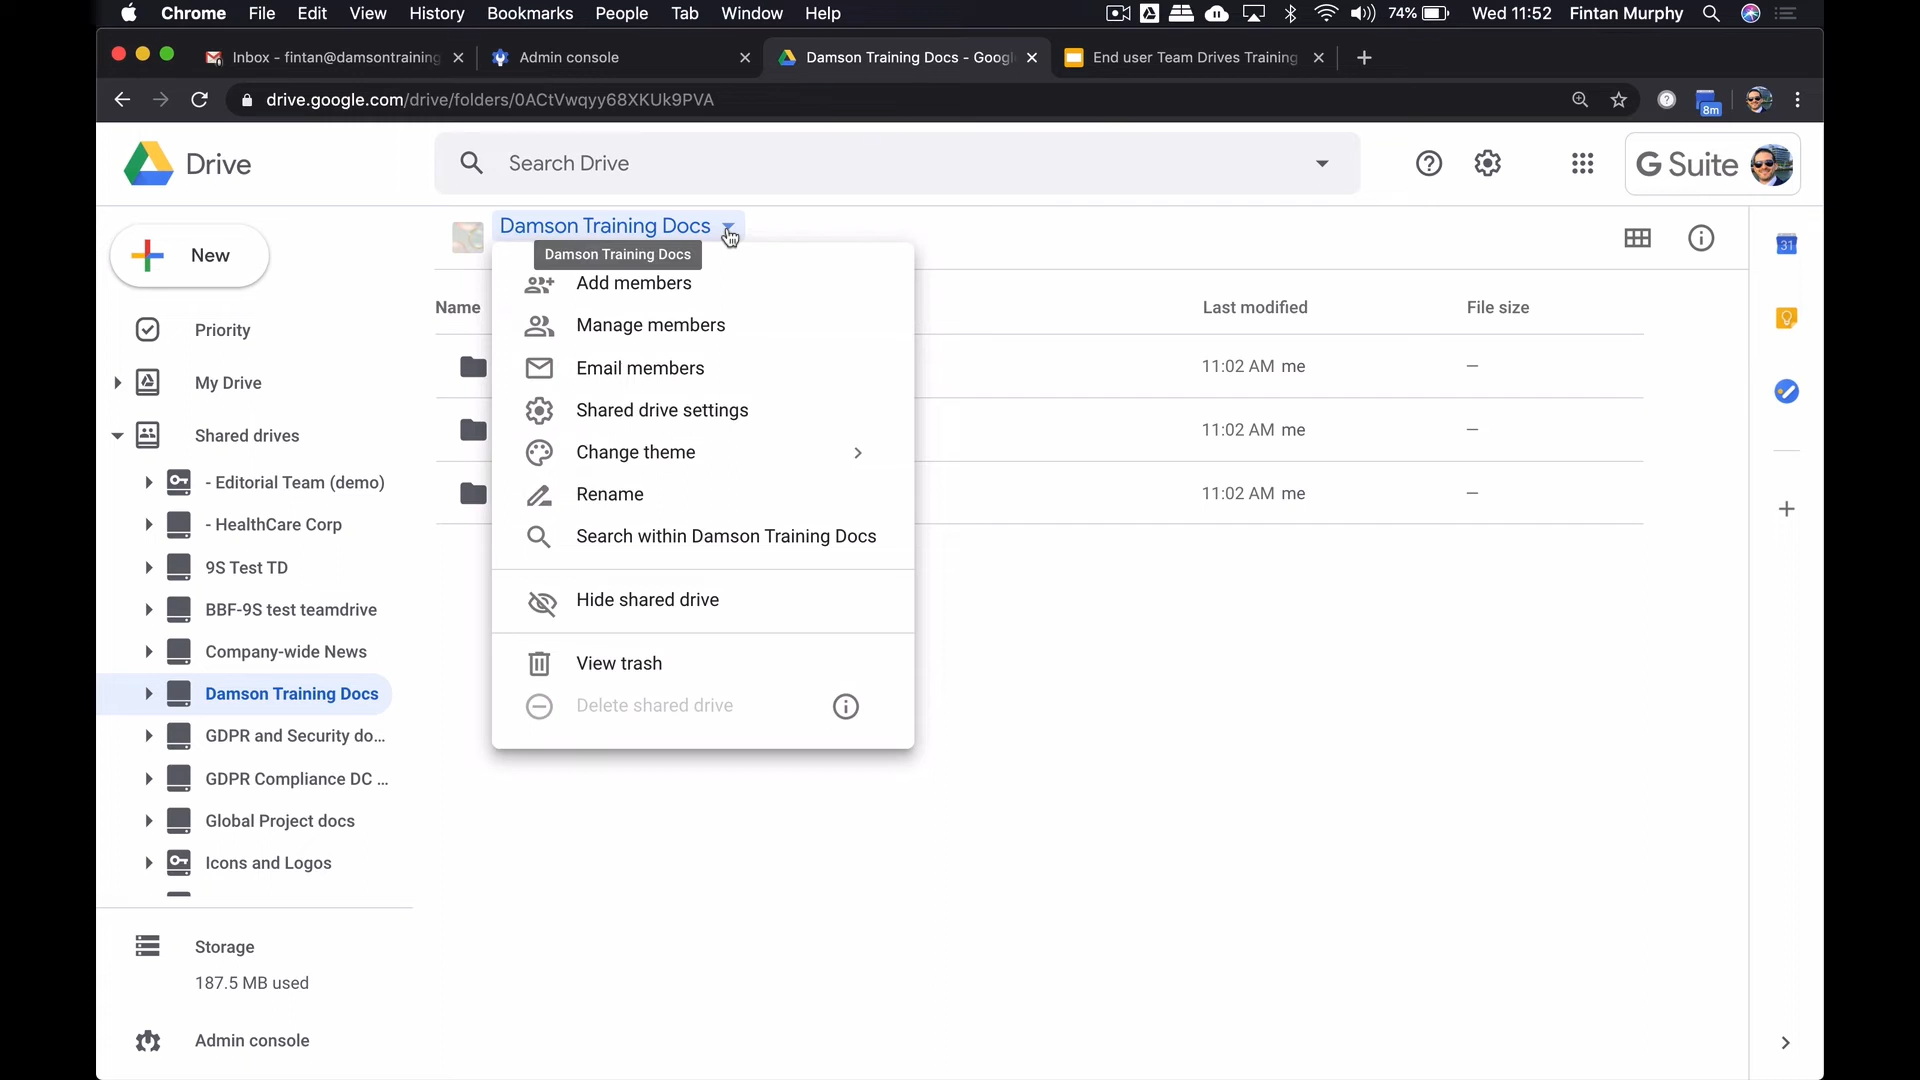 Chrome File Edit View History Bookmarks People Tab Window Help 74% Wed 11:52 Fintan Murphy
Inbox - fintan@damsontraining Admin console Damson Training Docs - Googl End user Team Drives Training
drive.google.com/drive/folders/0ACtVwqyy68XKUk9PVA 8m
Drive Search Drive G Suite
New
Damson Training Docs
Damson Training Docs
31
Name Last modified File size
Add members
Manage members
Email members
Shared drive settings
Change theme
Rename
Search within Damson Training Docs
Hide shared drive
View trash
Delete shared drive
11:02 AM me —
11:02 AM me —
11:02 AM me —
Priority
My Drive
Shared drives
- Editorial Team (demo)
- HealthCare Corp
9S Test TD
BBF-9S test teamdrive
Company-wide News
Damson Training Docs
GDPR and Security do...
GDPR Compliance DC ...
Global Project docs
Icons and Logos
Storage
187.5 MB used
Admin console